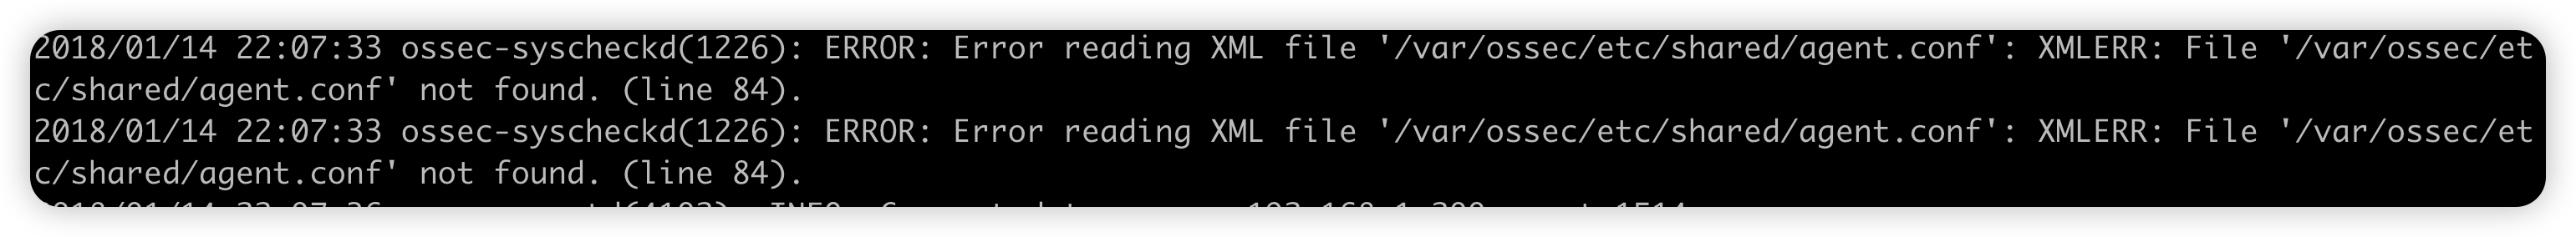 2018/01/14 22:07:33 ossec-syscheckd(1226): ERROR: Error reading XML file '/var/ossec/etc/shared/agent.conf': XMLERR: File '/var/ossec/et
c/shared/agent.conf' not found. (line 84).
2018/01/14 22:07:33 ossec-syscheckd(1226): ERROR: Error reading XML file '/var/ossec/etc/shared/agent.conf': XMLERR: File '/var/ossec/et
c/shared/agent.conf' not found. (line 84).